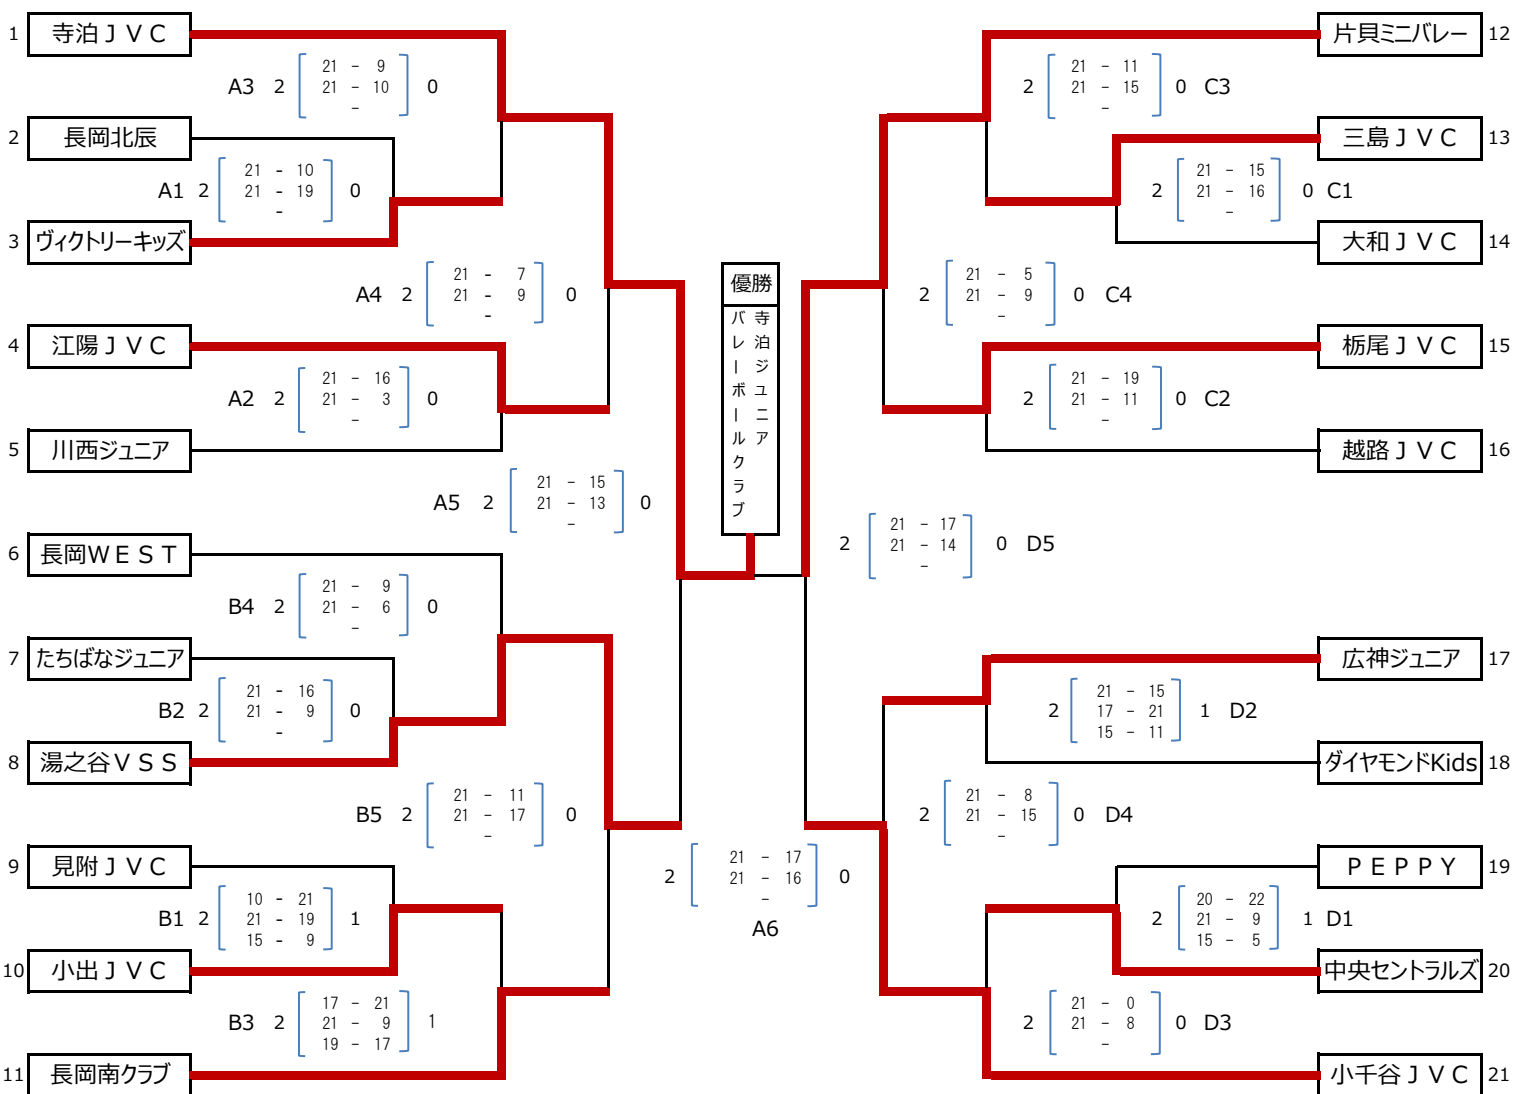 1 寺泊ＪＶＣ
A3 2 0
21 - 9
21 - 10
-
2 長岡北辰
A1 2 0
21 - 10
21 - 19
-
3 ヴィクトリーキッズ
A4 2 0
21 - 7
21 - 9
-
4 江陽ＪＶＣ
A2 2 0
21 - 16
21 - 3
-
5 川西ジュニア
A5 2 0
21 - 15
21 - 13
-
6 長岡ＷＥＳＴ
B4 2 0
21 - 9
21 - 6
-
7 たちばなジュニア
B2 2 0
21 - 16
21 - 9
-
8 湯之谷ＶＳＳ
B5 2 0
21 - 11
21 - 17
-
9 見附ＪＶＣ
B1 2 1
10 - 21
21 - 19
15 - 9
10 小出ＪＶＣ
B3 2 1
17 - 21
21 - 9
19 - 17
11 長岡南クラブ
優勝
寺泊ジュニア
バレーボールクラブ
2 0
21 - 17
21 - 16
-
A6
片貝ミニバレー 12
2 0 C3
21 - 11
21 - 15
-
三島ＪＶＣ 13
2 0 C1
21 - 15
21 - 16
-
大和ＪＶＣ 14
2 0 C4
21 - 5
21 - 9
-
栃尾ＪＶＣ 15
2 0 C2
21 - 19
21 - 11
-
越路ＪＶＣ 16
2 0 D5
21 - 17
21 - 14
-
広神ジュニア 17
2 1 D2
21 - 15
17 - 21
15 - 11
ダイヤモンドKids 18
2 0 D4
21 - 8
21 - 15
-
ＰＥＰＰＹ 19
2 1 D1
20 - 22
21 - 9
15 - 5
中央セントラルズ 20
2 0 D3
21 - 0
21 - 8
-
小千谷ＪＶＣ 21